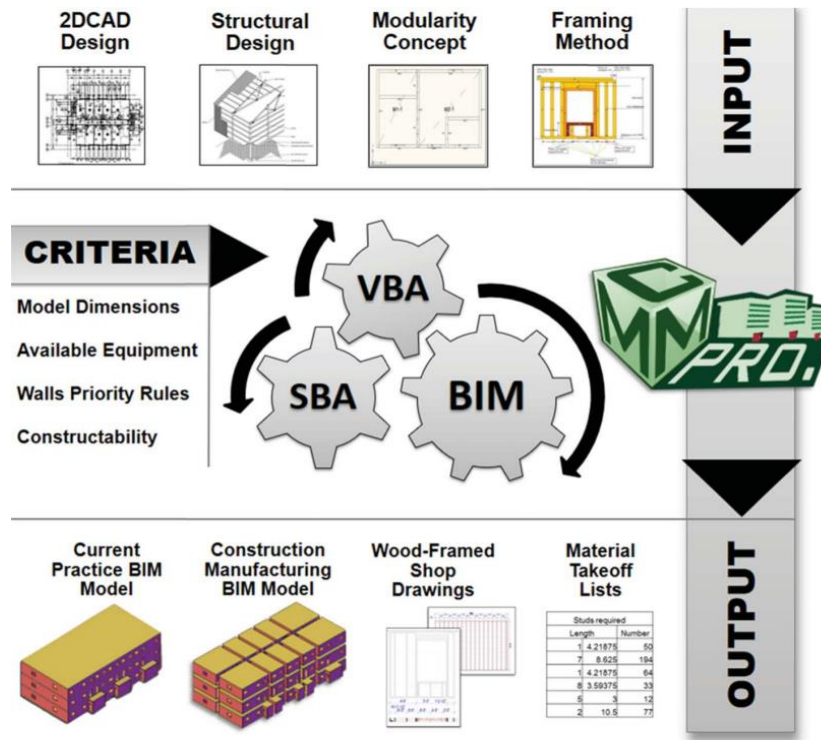 2DCAD
Design
Structural
Design
Modularity
Concept
Framing
Method
INPUT
CRITERIA
Model Dimensions
Available Equipment
Walls Priority Rules
Constructability
VBA
SBA
BIM
CMM
PRO.
Current
Practice BIM
Model
Construction
Manufacturing
BIM Model
Wood-Framed
Shop
Drawings
Material
Takeoff
Lists
Studs required
Length Number
1 4.21875 50
7 8.625 194
1 4.21875 64
8 3.59375 33
5 3 12
2 10.5 77
OUTPUT